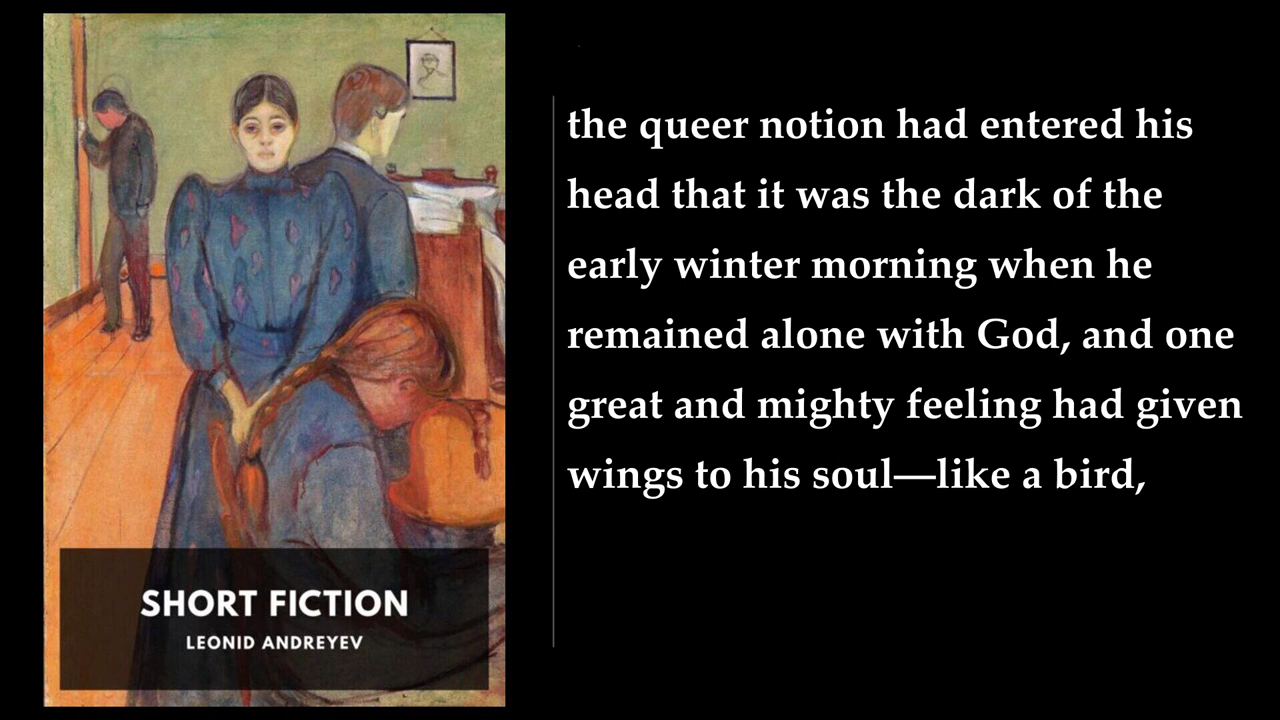 SHORT FICTION
LEONID ANDREYEV
the queer notion had entered his
head that it was the dark of the
early winter morning when he
remained alone with God, and one
great and mighty feeling had given
wings to his soul—like a bird,